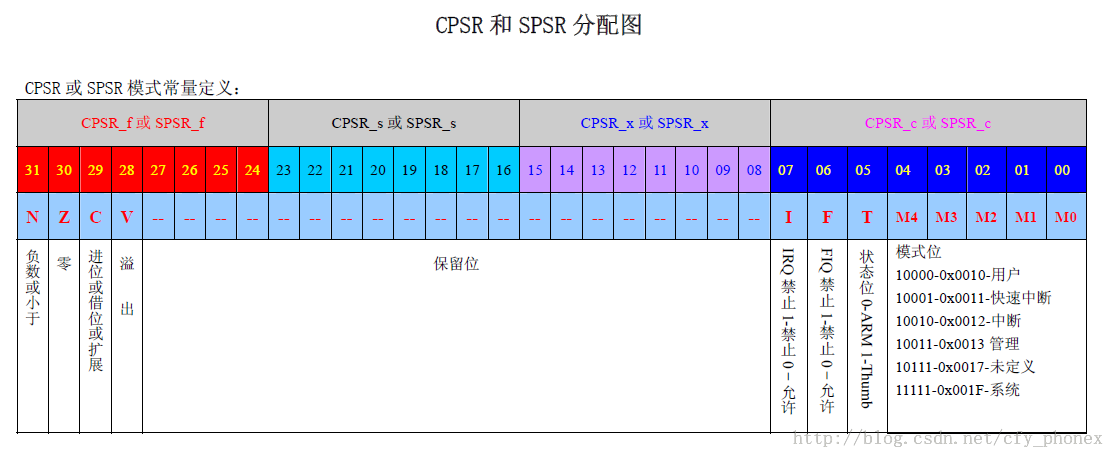 CPSR 和 SPSR 分配图
CPSR 或 SPSR 模式常量定义：
CPSR_f 或 SPSR_f CPSR_s 或 SPSR_s CPSR_x 或 SPSR_x CPSR_c 或 SPSR_c
31 30 29 28 27 26 25 24 23 22 21 20 19 18 17 16 15 14 13 12 11 10 09 08 07 06 05 04 03 02 01 00
N Z C V -- -- -- -- -- -- -- -- -- -- -- -- -- -- -- -- -- -- -- -- I F T M4 M3 M2 M1 M0
负数或小于
零
进位或借位或扩展
溢出
保留位
IRQ 禁止 1-禁止 0-允许
FIQ 禁止 1-禁止 0-允许
状态位 0-ARM 1-Thumb
模式位
10000-0x0010-用户
10001-0x0011-快速中断
10010-0x0012-中断
10011-0x0013 管理
10111-0x0017-未定义
11111-0x001F-系统
http://blog.csdn.net/cfy_phonex